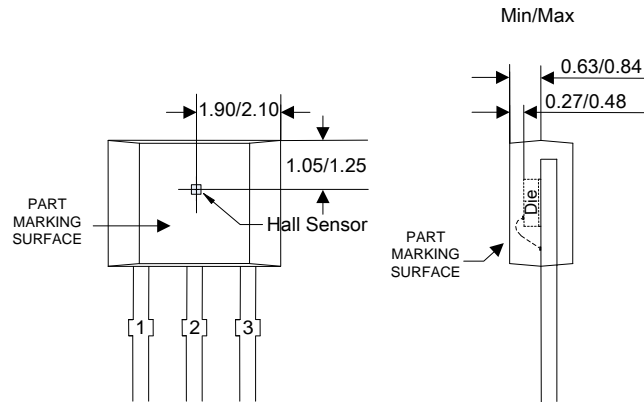 Min/Max
0.63/0.84
0.27/0.48
1.90/2.10
1.05/1.25
PART
MARKING
SURFACE
Hall Sensor
Die
PART
MARKING
SURFACE
1
2
3